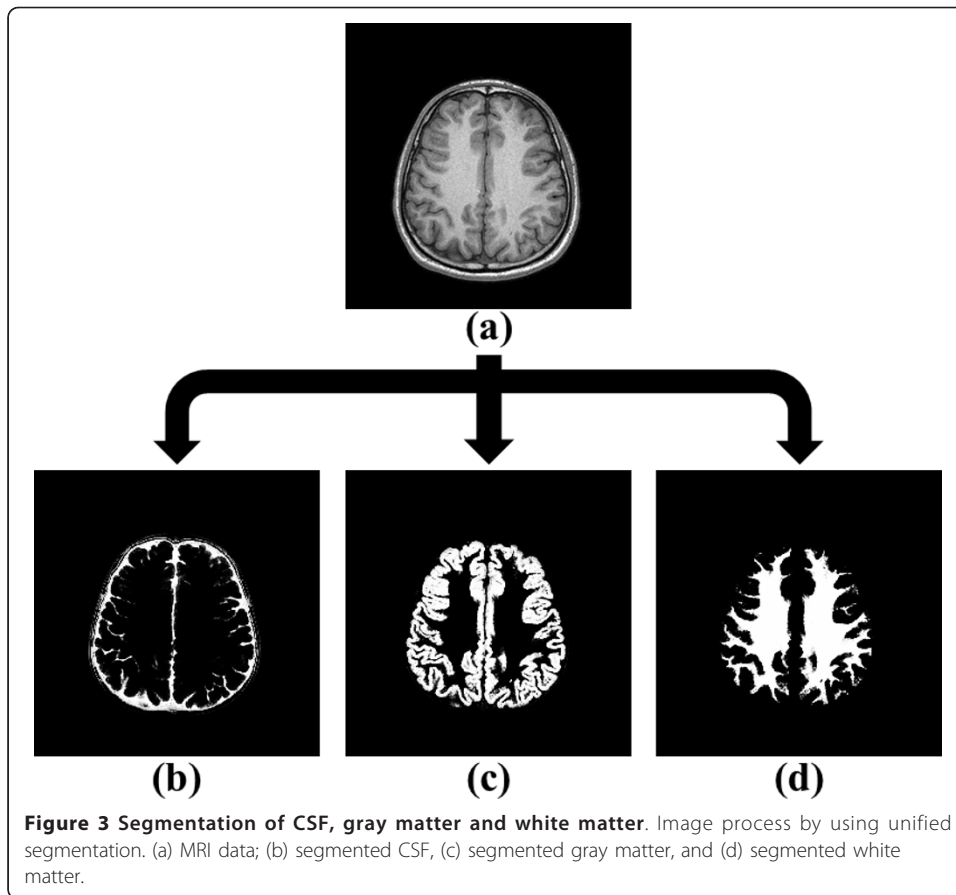 (a)
(b) (c) (d)
Figure 3 Segmentation of CSF, gray matter and white matter. Image process by using unified
segmentation. (a) MRI data; (b) segmented CSF, (c) segmented gray matter, and (d) segmented white
matter.